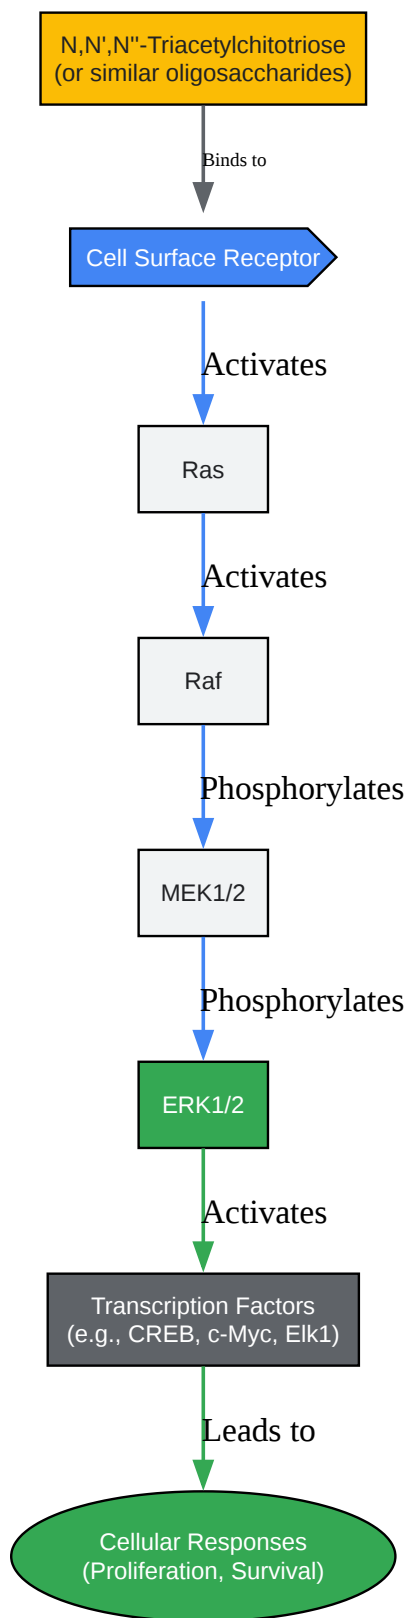 N,N',N''-Triacetylchitotriose
(or similar oligosaccharides)
Binds to
Cell Surface Receptor
Activates
Ras
Activates
Raf
Phosphorylates
MEK1/2
Phosphorylates
ERK1/2
Activates
Transcription Factors
(e.g., CREB, c-Myc, Elk1)
Leads to
Cellular Responses
(Proliferation, Survival)